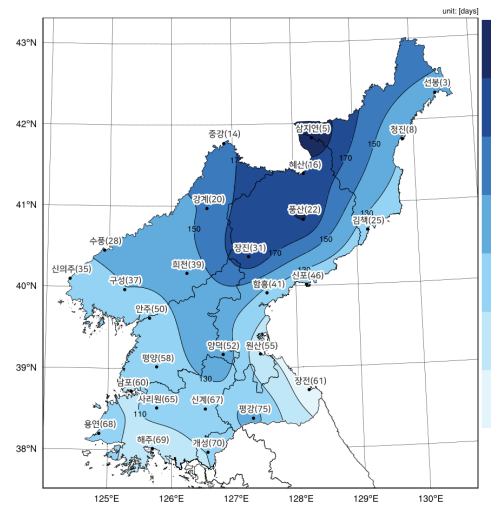 unit: [days]
43°N
선봉(3)
42°N
중강(14)
삼지연(5)
청진(8)
150
170
17
혜산(16)
강계(20)
41°N
풍산(22)
130
김책(25)
150
수풍(28)
150
장진(31)
170
신의주(35)
희천(39)
130
신포(46)
구성(37)
함흥(41)
40°N
안주(50)
양덕(52)
원산(55)
평양(58)
39°N
130
남포(60)
장전(61)
사리원(65)
신계(67)
110
평강(75)
용연(68)
해주(69)
개성(70)
38°N
125°E
126°E
127°E
128°E
129°E
130°E